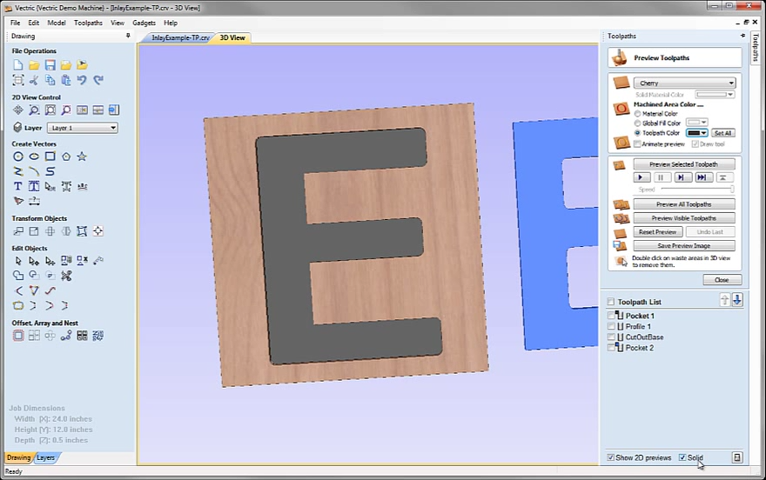 Vectric {Vectric Demo Machine} - [InlayExample-TP.crv - 3D View]
File Edit Model Toolpaths View Gadgets Help
Drawing
File Operations
2D View Control
Layer Layer 1
Create Vectors
Transform Objects
Edit Objects
Offset, Array and Nest
Job Dimensions
Width (X): 24.0 inches
Height (Y): 12.0 inches
Depth (Z): 0.5 inches
Drawing Layers
Ready
InlayExample-TP.crv 3D View
E
Toolpaths
Preview Toolpaths
Cherry
Solid Material Color
Machined Area Color ...
Material Color
Global Fill Color
Toolpath Color Set All
Animate preview Draw tool
Preview Selected Toolpath
Speed
Preview All Toolpaths
Preview Visible Toolpaths
Reset Preview Undo Last
Save Preview Image
Double click on waste areas in 3D view
to remove them.
Close
Toolpath List
Pocket 1
Profile 1
CutOutBase
Pocket 2
Show 2D previews Solid
Toolpaths